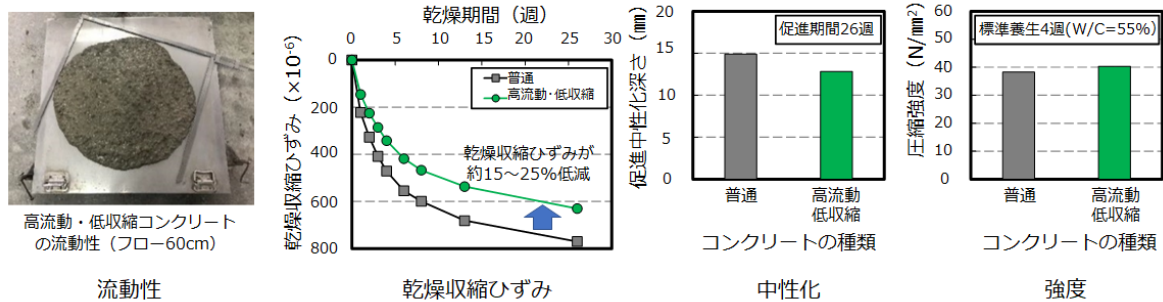 高流動・低収縮コンクリート
の流動性（フロー60cm）
流動性
乾燥期間（週）
0 5 10 15 20 25 30
乾燥収縮ひずみ（×10-6）
0
200
400
600
800
普通
高流動・低収縮
乾燥収縮ひずみが
約15～25%低減
乾燥収縮ひずみ
促進中性化深さ（mm）
20
15
10
5
0
促進期間26週
普通
高流動
低収縮
コンクリートの種類
中性化
圧縮強度（N/mm²）
60
50
40
30
20
10
0
標準養生4週(W/C=55%)
普通
高流動
低収縮
コンクリートの種類
強度